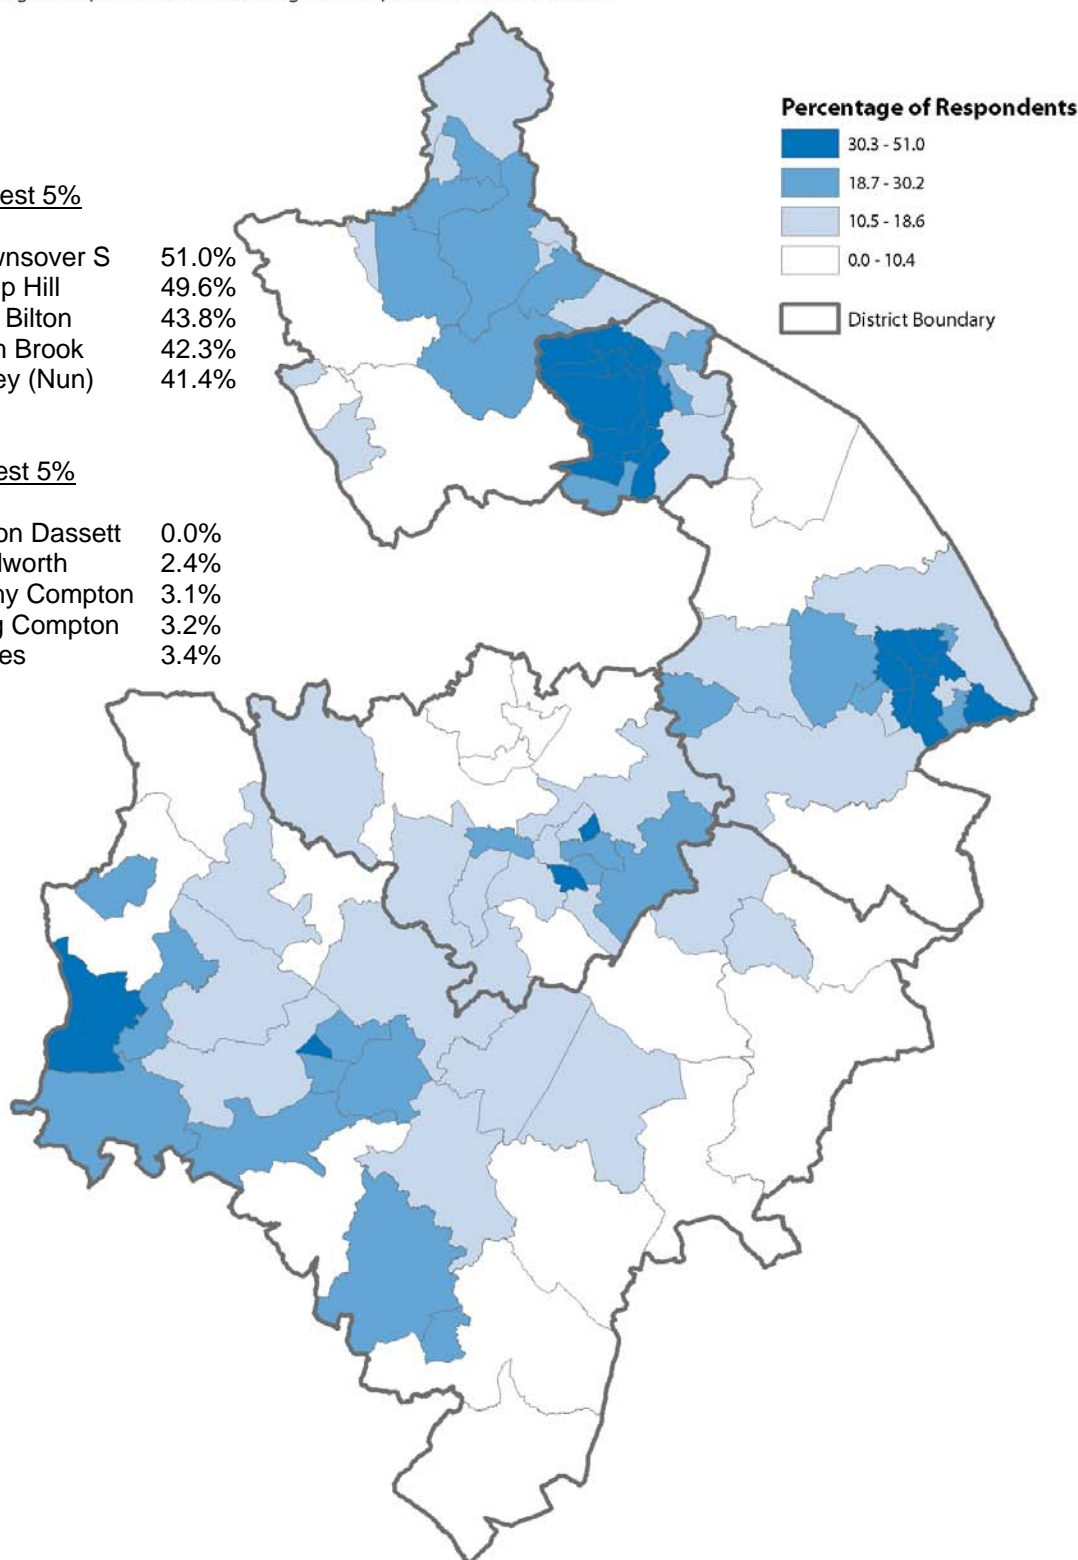 Percentage of Respondents
30.3 - 51.0
18.7 - 30.2
10.5 - 18.6
0.0 - 10.4
District Boundary
est 5%
wnsover S 51.0%
p Hill 49.6%
Bilton 43.8%
n Brook 42.3%
ey (Nun) 41.4%
est 5%
on Dassett 0.0%
lworth 2.4%
ny Compton 3.1%
g Compton 3.2%
es 3.4%